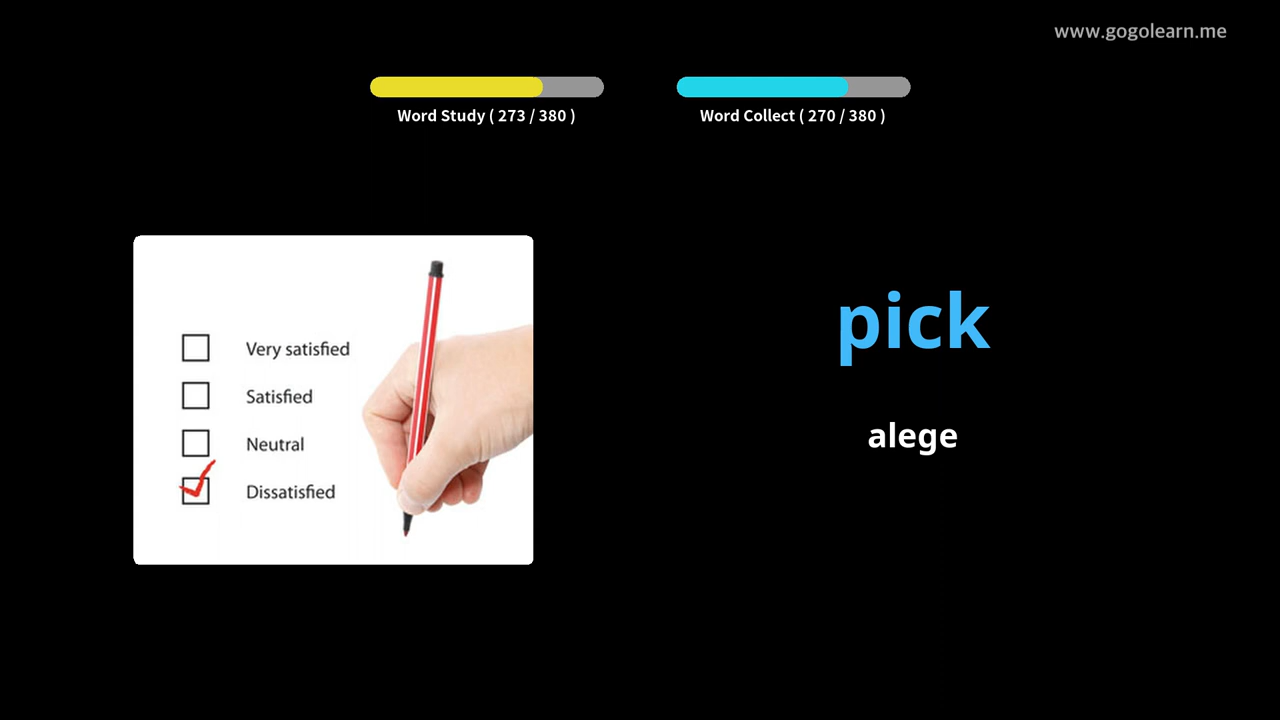 www.gogolearn.me
Word Study ( 273 / 380 )
Word Collect ( 270 / 380 )
Very satisfied
Satisfied
Neutral
Dissatisfied
pick
alege